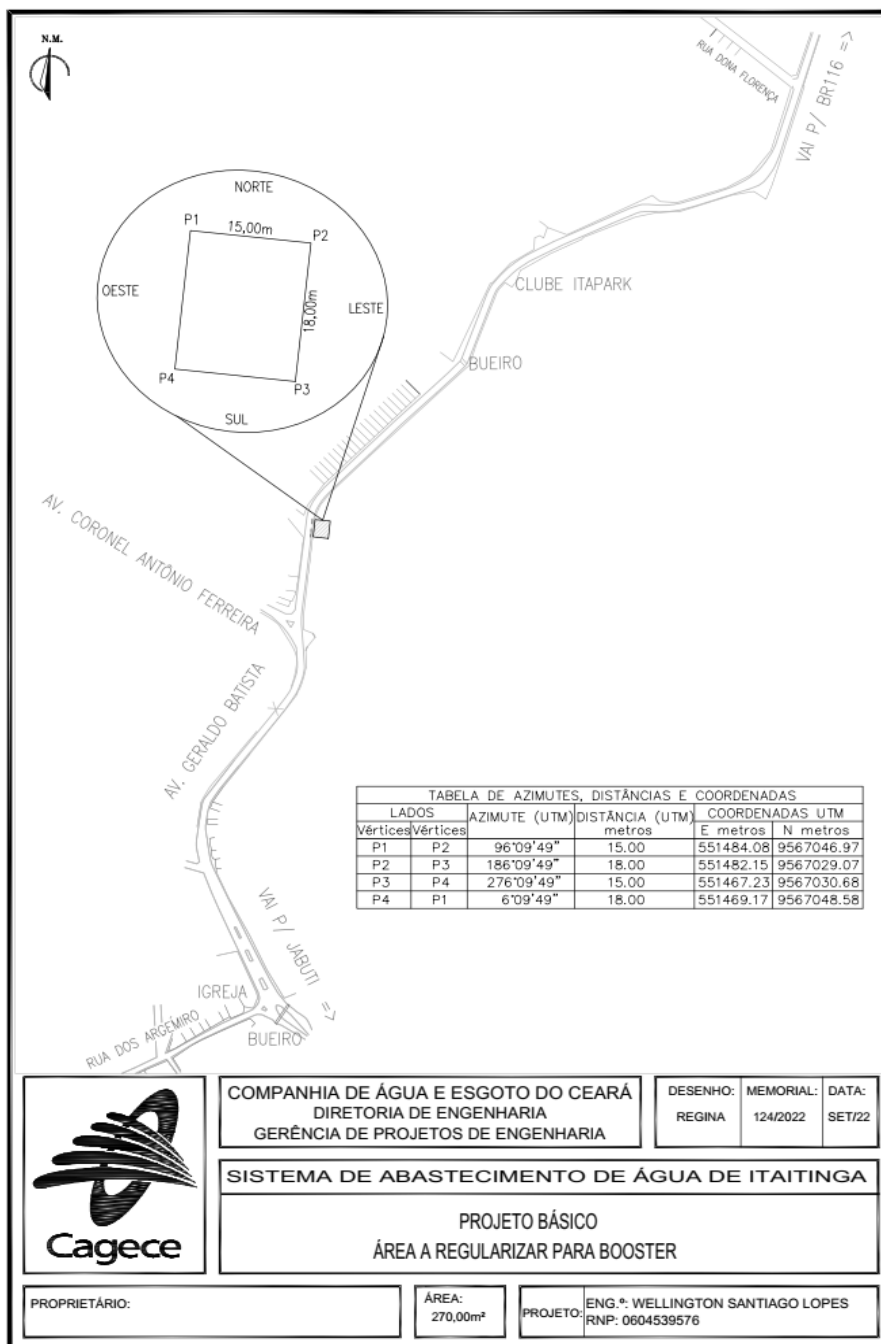 N.M.
RUA DONA FLORENÇA
VAI P/ BR116 =>
NORTE
P1
15,00m
P2
OESTE
LESTE
18,00m
P4
P3
SUL
CLUBE ITAPARK
BUEIRO
AV. CORONEL ANTÔNIO FERREIRA
AV. GERALDO BATISTA
VAI P/ JABUTI =>
IGREJA
RUA DOS ARGEMIRO
BUEIRO
TABELA DE AZIMUTES, DISTÂNCIAS E COORDENADAS
LADOS AZIMUTE (UTM) DISTÂNCIA (UTM) COORDENADAS UTM
Vértices Vértices metros E metros N metros
P1 P2 96°09'49" 15.00 551484.08 9567046.97
P2 P3 186°09'49" 18.00 551482.15 9567029.07
P3 P4 276°09'49" 15.00 551467.23 9567030.68
P4 P1 6°09'49" 18.00 551469.17 9567048.58
Cagece
COMPANHIA DE ÁGUA E ESGOTO DO CEARÁ
DIRETORIA DE ENGENHARIA
GERÊNCIA DE PROJETOS DE ENGENHARIA
DESENHO: MEMORIAL: DATA:
REGINA 124/2022 SET/22
SISTEMA DE ABASTECIMENTO DE ÁGUA DE ITAITINGA
PROJETO BÁSICO
ÁREA A REGULARIZAR PARA BOOSTER
PROPRIETÁRIO:
ÁREA:
270,00m²
PROJETO: ENG.º: WELLINGTON SANTIAGO LOPES
RNP: 0604539576